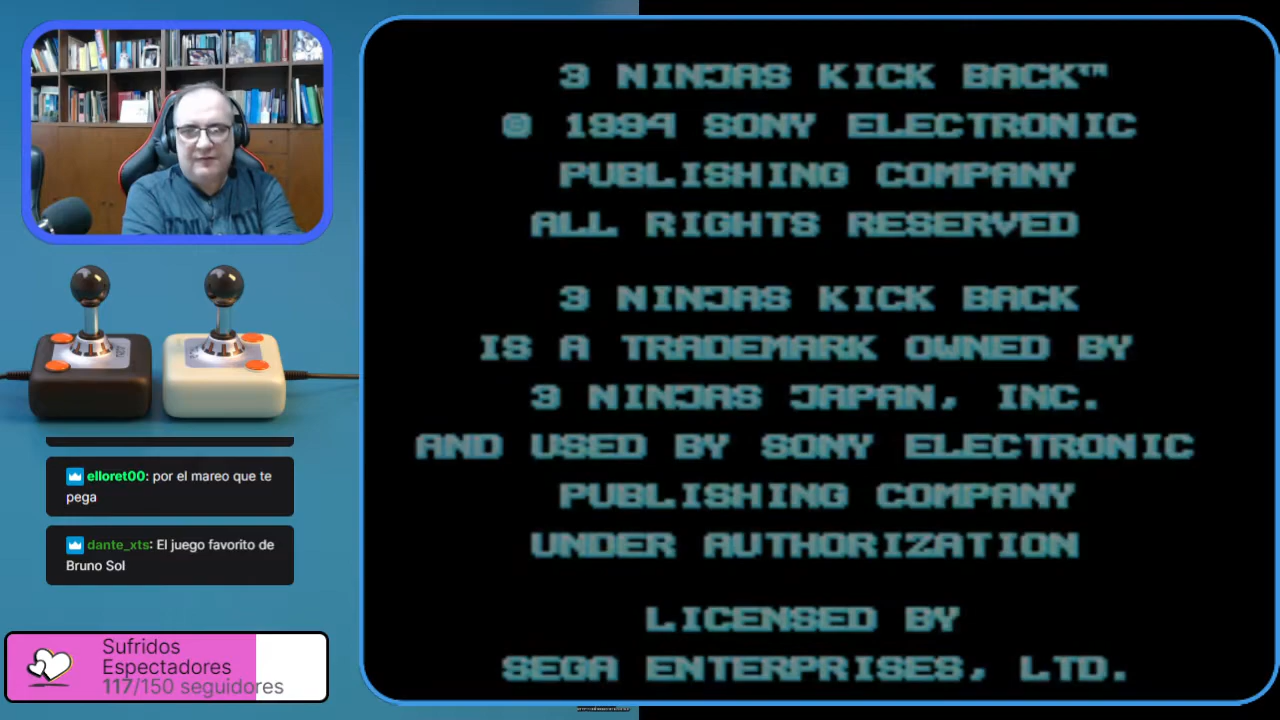 3 NINJAS KICK BACK™
© 1994 SONY ELECTRONIC
PUBLISHING COMPANY
ALL RIGHTS RESERVED
3 NINJAS KICK BACK
IS A TRADEMARK OWNED BY
3 NINJAS JAPAN, INC.
AND USED BY SONY ELECTRONIC
PUBLISHING COMPANY
UNDER AUTHORIZATION
LICENSED BY
SEGA ENTERPRISES, LTD.
elloret00: por el mareo que te
pega
dante_xts: El juego favorito de
Bruno Sol
Sufridos
Espectadores
117/150 seguidores